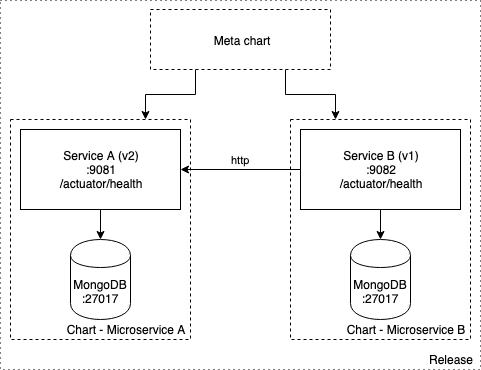 Meta chart
Service A (v2)
:9081
/actuator/health
http
Service B (v1)
:9082
/actuator/health
MongoDB
:27017
MongoDB
:27017
Chart - Microservice A
Chart - Microservice B
Release